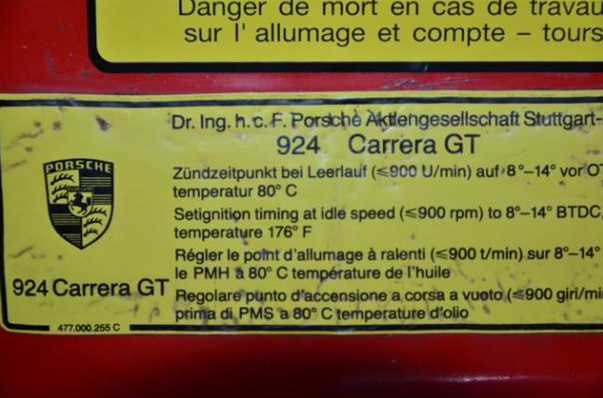 Danger de mort en cas de travau
sur l' allumage et compte – tours
Dr. Ing. h. c. F. Porsche Aktiengesellschaft Stuttgart-
924 Carrera GT
PORSCHE
Zündzeitpunkt bei Leerlauf (≤900 U/min) auf 8°–14° vor OT
temperatur 80° C
Setignition timing at idle speed (≤900 rpm) to 8°–14° BTDC,
temperature 176° F
Régler le point d'allumage à ralenti (≤900 t/min) sur 8°–14°
le PMH à 80° C température de l'huile
924 Carrera GT
Regolare punto d'accensione a corsa a vuoto (≤900 giri/mi
prima di PMS a 80° C temperature d'olio
477.000.255 C